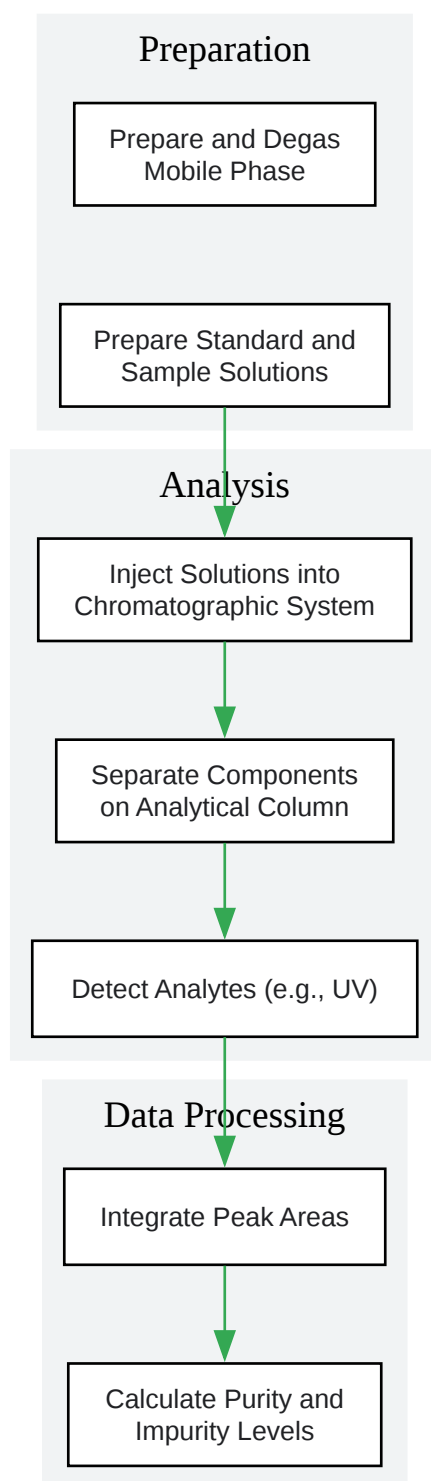 Preparation
Prepare and Degas
Mobile Phase
Prepare Standard and
Sample Solutions
Analysis
Inject Solutions into
Chromatographic System
Separate Components
on Analytical Column
Detect Analytes (e.g., UV)
Data Processing
Integrate Peak Areas
Calculate Purity and
Impurity Levels